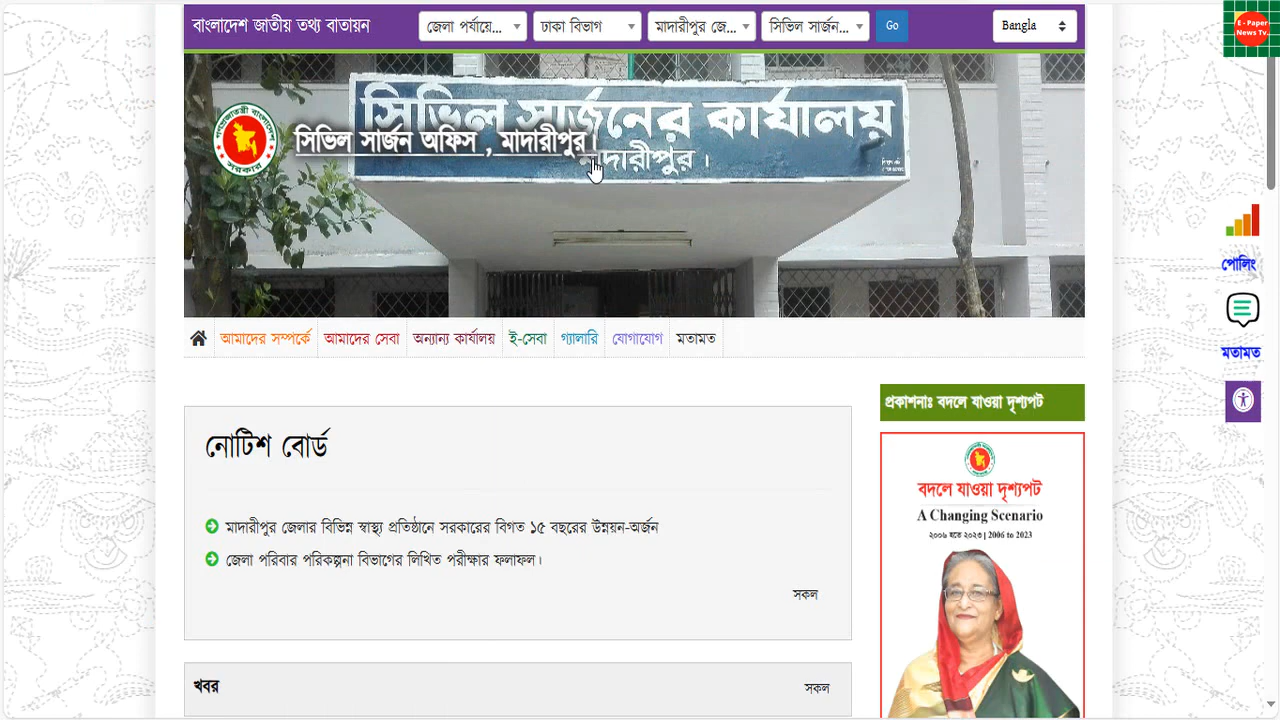 বাংলাদেশ জাতীয় তথ্য বাতায়ন
জেলা পর্যায়ে...
ঢাকা বিভাগ
মাদারীপুর জে...
সিভিল সার্জন...
Go
Bangla
E - Paper
News Tv.
সিভিল সার্জনের কার্যালয়
মাদারীপুর।
সিভিল সার্জন অফিস , মাদারীপুর।
আমাদের সম্পর্কে
আমাদের সেবা
অন্যান্য কার্যালয়
ই-সেবা
গ্যালারি
যোগাযোগ
মতামত
পোলিং
মতামত
নোটিশ বোর্ড
মাদারীপুর জেলার বিভিন্ন স্বাস্থ্য প্রতিষ্ঠানে সরকারের বিগত ১৫ বছরের উন্নয়ন-অর্জন
জেলা পরিবার পরিকল্পনা বিভাগের লিখিত পরীক্ষার ফলাফল।
সকল
খবর
সকল
প্রকাশনাঃ বদলে যাওয়া দৃশ্যপট
বদলে যাওয়া দৃশ্যপট
A Changing Scenario
২০০৬ হতে ২০২৩ | 2006 to 2023